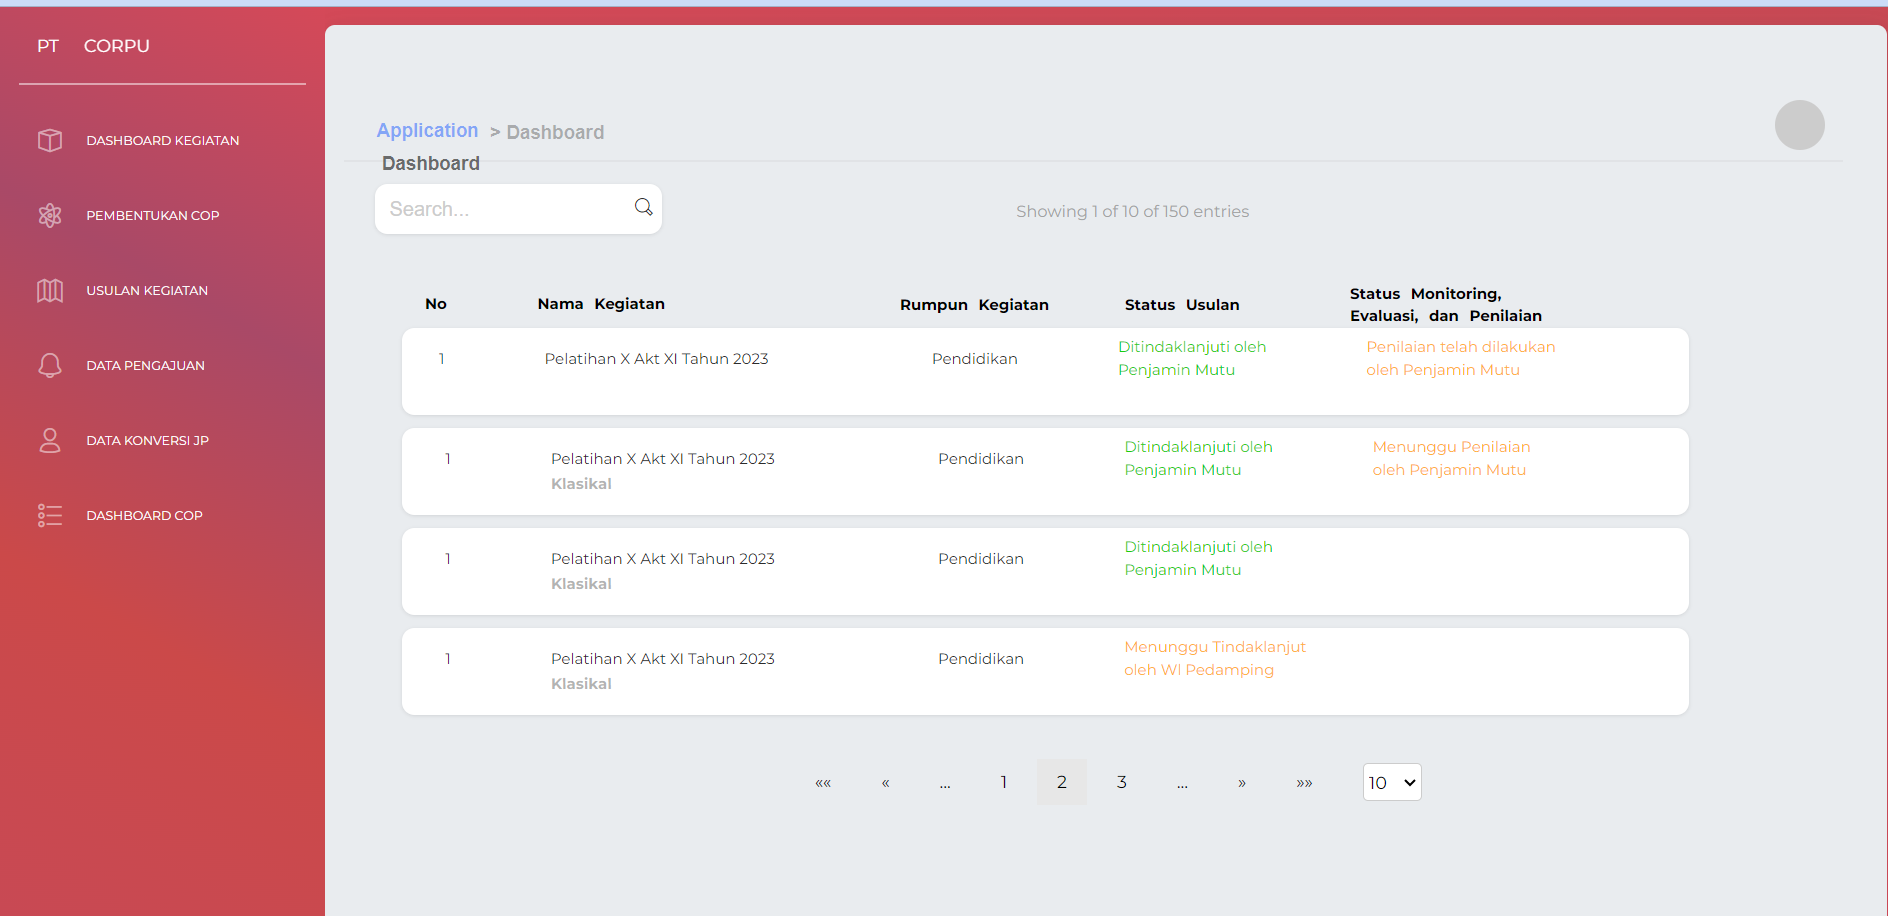 PT CORPU
DASHBOARD KEGIATAN
PEMBENTUKAN COP
USULAN KEGIATAN
DATA PENGAJUAN
DATA KONVERSI JP
DASHBOARD COP
Application > Dashboard
Dashboard
Search...
Showing 1 of 10 of 150 entries
No
Nama Kegiatan
Rumpun Kegiatan
Status Usulan
Status Monitoring,
Evaluasi, dan Penilaian
1
Pelatihan X Akt XI Tahun 2023
Pendidikan
Ditindaklanjuti oleh
Penjamin Mutu
Penilaian telah dilakukan
oleh Penjamin Mutu
1
Pelatihan X Akt XI Tahun 2023
Klasikal
Pendidikan
Ditindaklanjuti oleh
Penjamin Mutu
Menunggu Penilaian
oleh Penjamin Mutu
1
Pelatihan X Akt XI Tahun 2023
Klasikal
Pendidikan
Ditindaklanjuti oleh
Penjamin Mutu
1
Pelatihan X Akt XI Tahun 2023
Klasikal
Pendidikan
Menunggu Tindaklanjut
oleh WI Pedamping
«« « ... 1 2 3 ... » »» 10